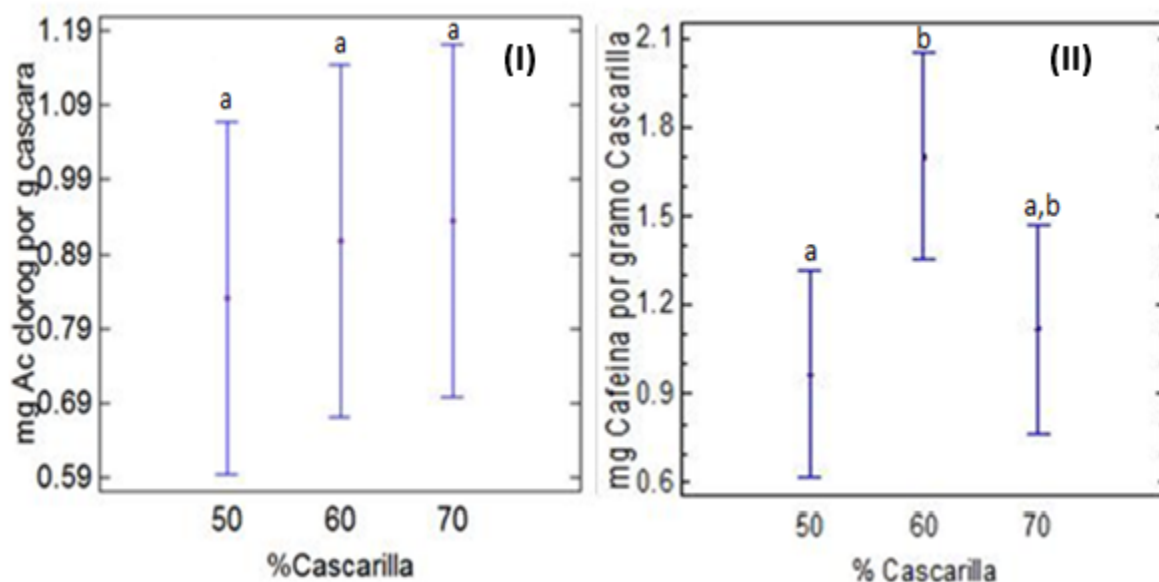 (I)
mg Ac clorog por g cascara
1.19
1.09
0.99
0.89
0.79
0.69
0.59
a
a
a
50 60 70
%Cascarilla
(II)
mg Cafeina por gramo Cascarilla
2.1
1.8
1.5
1.2
0.9
0.6
a
b
a,b
50 60 70
% Cascarilla